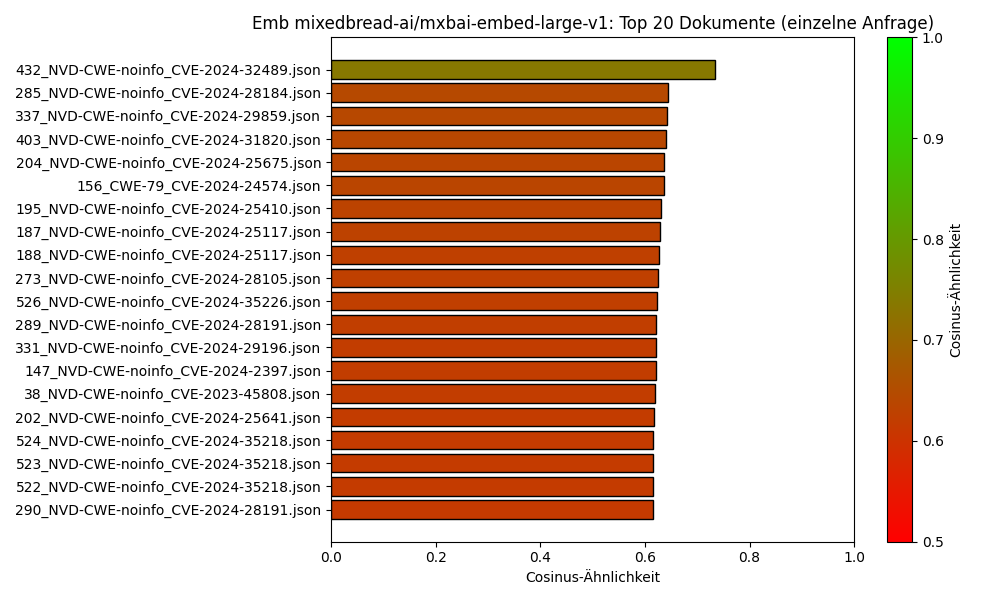 Emb mixedbread-ai/mxbai-embed-large-v1: Top 20 Dokumente (einzelne Anfrage)
432_NVD-CWE-noinfo_CVE-2024-32489.json
285_NVD-CWE-noinfo_CVE-2024-28184.json
337_NVD-CWE-noinfo_CVE-2024-29859.json
403_NVD-CWE-noinfo_CVE-2024-31820.json
204_NVD-CWE-noinfo_CVE-2024-25675.json
156_CWE-79_CVE-2024-24574.json
195_NVD-CWE-noinfo_CVE-2024-25410.json
187_NVD-CWE-noinfo_CVE-2024-25117.json
188_NVD-CWE-noinfo_CVE-2024-25117.json
273_NVD-CWE-noinfo_CVE-2024-28105.json
526_NVD-CWE-noinfo_CVE-2024-35226.json
289_NVD-CWE-noinfo_CVE-2024-28191.json
331_NVD-CWE-noinfo_CVE-2024-29196.json
147_NVD-CWE-noinfo_CVE-2024-2397.json
38_NVD-CWE-noinfo_CVE-2023-45808.json
202_NVD-CWE-noinfo_CVE-2024-25641.json
524_NVD-CWE-noinfo_CVE-2024-35218.json
523_NVD-CWE-noinfo_CVE-2024-35218.json
522_NVD-CWE-noinfo_CVE-2024-35218.json
290_NVD-CWE-noinfo_CVE-2024-28191.json
0.0 0.2 0.4 0.6 0.8 1.0
Cosinus-Ähnlichkeit
1.0
0.9
0.8
0.7
0.6
0.5
Cosinus-Ähnlichkeit